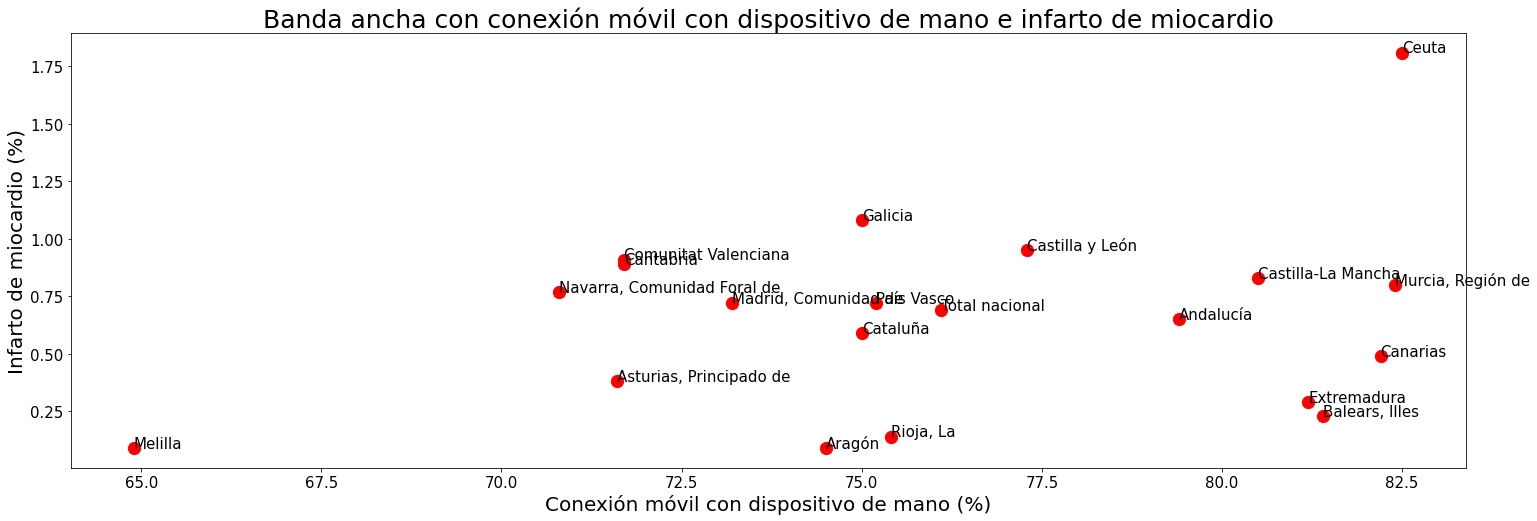 Banda ancha con conexión móvil con dispositivo de mano e infarto de miocardio
Infarto de miocardio (%)
1.75
1.50
1.25
1.00
0.75
0.50
0.25
Ceuta
Galicia
Castilla y León
Comunitat Valenciana
Cantabria
Castilla-La Mancha
Murcia, Región de
Navarra, Comunidad Foral de
Madrid, Comunidad de
País Vasco
Total nacional
Andalucía
Cataluña
Canarias
Asturias, Principado de
Extremadura
Balears, Illes
Rioja, La
Aragón
Melilla
65.0 67.5 70.0 72.5 75.0 77.5 80.0 82.5
Conexión móvil con dispositivo de mano (%)